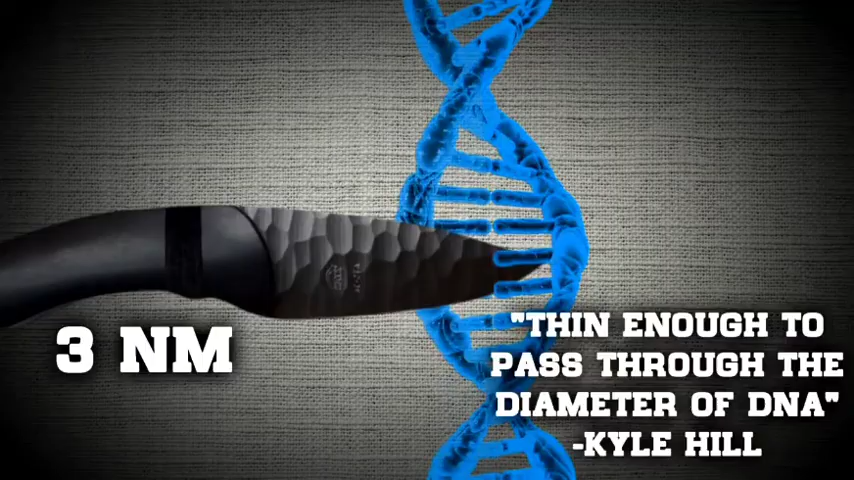 3 NM
"THIN ENOUGH TO
PASS THROUGH THE
DIAMETER OF DNA"
-KYLE HILL